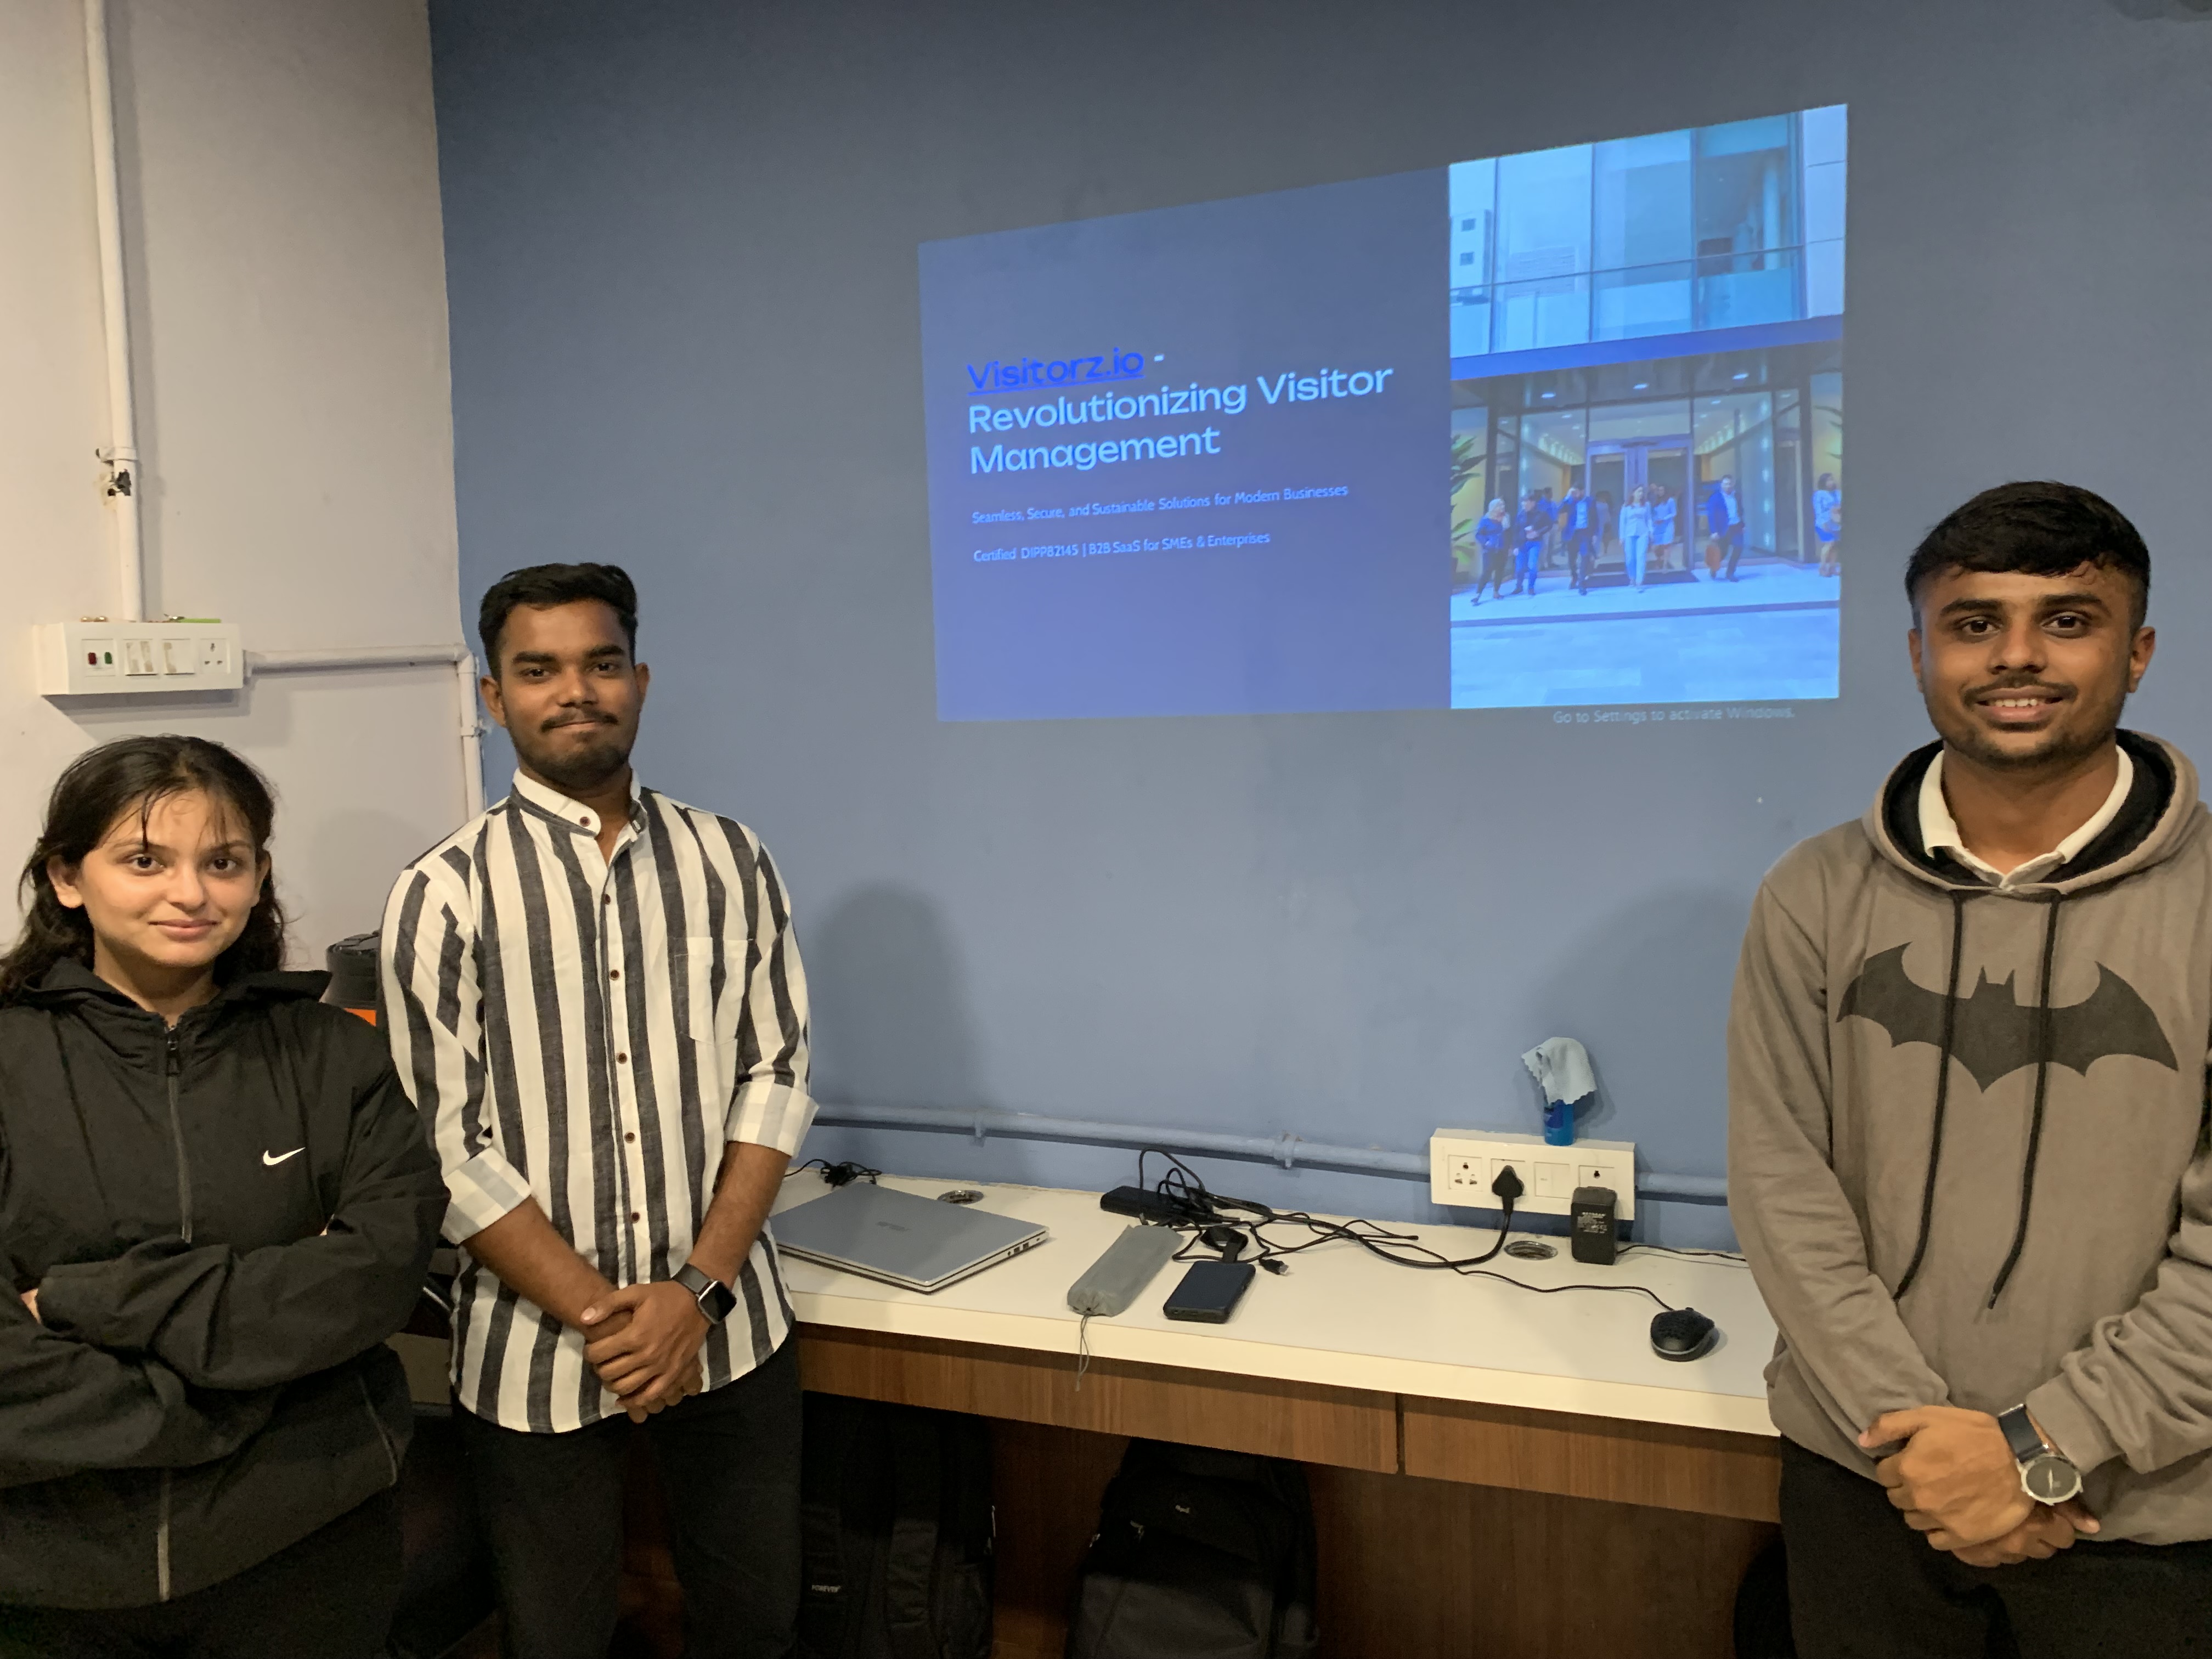 Visitorz.io -
Revolutionizing Visitor
Management
Seamless, Secure, and Sustainable Solutions for Modern Businesses
Certified DIPP82145 | B2B SaaS for SMEs & Enterprises
Go to Settings to activate Windows.